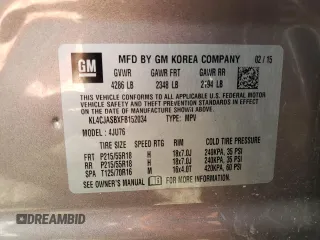 GM
MFD BY GM KOREA COMPANY 02/15
GVWR GAWR FRT GAWR RR
4286 LB 2348 LB 2194 LB
THIS VEHICLE CONFORMS TO ALL APPLICABLE U.S. FEDERAL MOTOR
VEHICLE SAFETY, BUMPER, AND THEFT PREVENTION STANDARDS
IN EFFECT ON THE DATE OF MANUFACTURE SHOWN ABOVE.
KL4CJASBXFB152034 TYPE: MPV
MODEL: 4JU76
TIRE SIZE SPEED RTG RIM COLD TIRE PRESSURE
FRT P215/55R18 H 18x7.0J 240KPA, 35 PSI
RR P215/55R18 H 18x7.0J 240KPA, 35 PSI
SPA T125/70R16 M 16x4.0T 420KPA, 60 PSI
SEE OWNER'S MANUAL FOR MORE INFORMATION.
© DRIVEAMBID